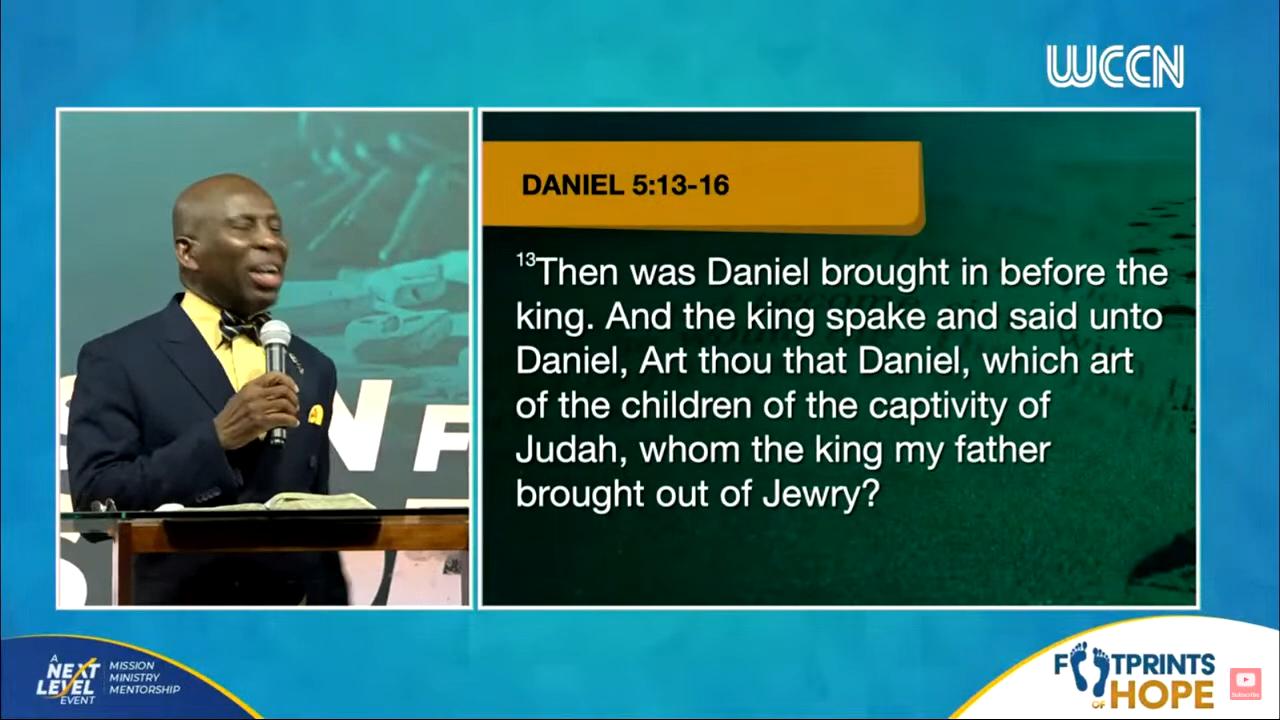 WCCN
DANIEL 5:13-16
13Then was Daniel brought in before the
king. And the king spake and said unto
Daniel, Art thou that Daniel, which art
of the children of the captivity of
Judah, whom the king my father
brought out of Jewry?
A
NEXT
LEVEL
EVENT
MISSION
MINISTRY
MENTORSHIP
FOOTPRINTS
OF HOPE
Subscribe